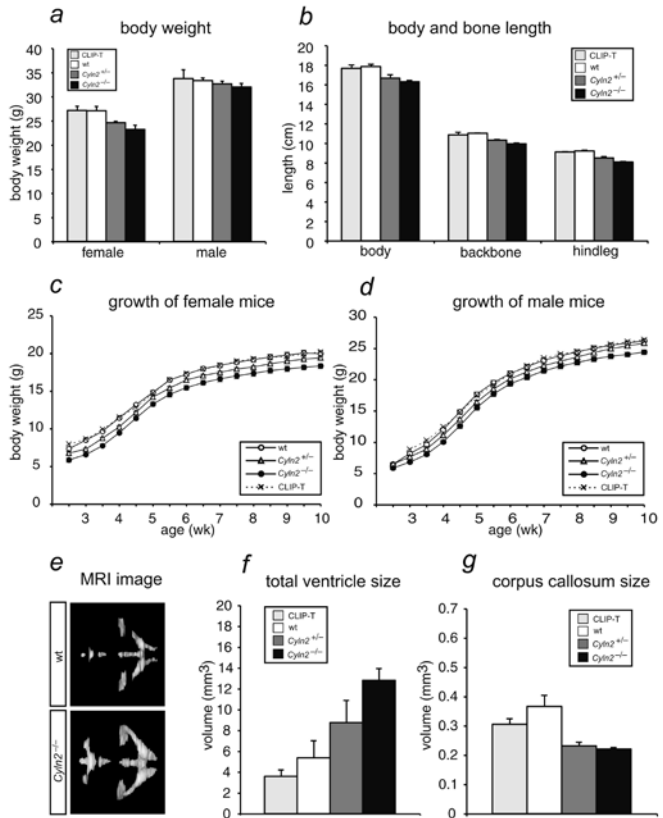 a body weight
CLIP-T
wt
Cyln2+/−
Cyln2−/−
body weight (g)
40
35
30
25
20
15
10
5
0
female male
b body and bone length
CLIP-T
wt
Cyln2+/−
Cyln2−/−
length (cm)
20
18
16
14
12
10
8
6
4
2
0
body backbone hindleg
c growth of female mice
body weight (g)
25
20
15
10
5
0
wt
Cyln2+/−
Cyln2−/−
CLIP-T
3 4 5 6 7 8 9 10
age (wk)
d growth of male mice
body weight (g)
30
25
20
15
10
5
0
wt
Cyln2+/−
Cyln2−/−
CLIP-T
3 4 5 6 7 8 9 10
age (wk)
e MRI image
wt
Cyln2−/−
f total ventricle size
CLIP-T
wt
Cyln2+/−
Cyln2−/−
volume (mm3)
20
18
16
14
12
10
8
6
4
2
0
g corpus callosum size
CLIP-T
wt
Cyln2+/−
Cyln2−/−
volume (mm3)
0.7
0.6
0.5
0.4
0.3
0.2
0.1
0